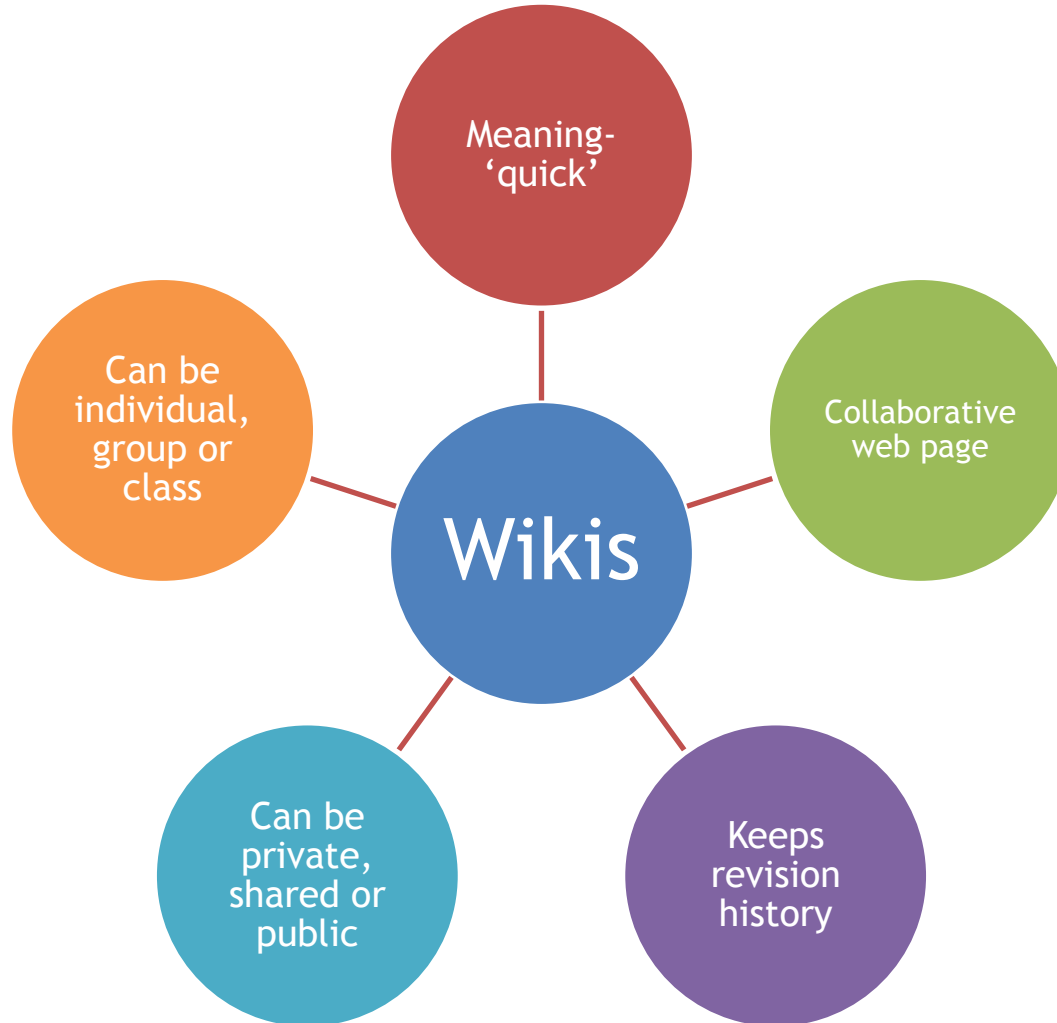 Meaning-
‘quick’
Collaborative
web page
Keeps
revision
history
Can be
private,
shared or
public
Can be
individual,
group or
class
Wikis